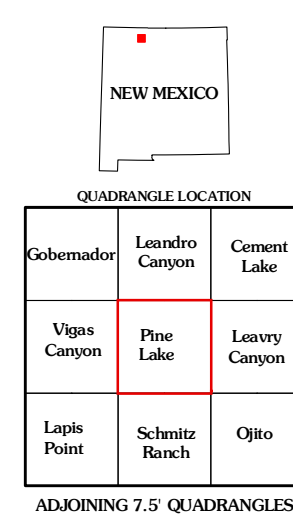 NEW MEXICO
QUADRANGLE LOCATION
Gobernador
Leandro
Canyon
Cement
Lake
Vigas
Canyon
Pine
Lake
Leavry
Canyon
Lapis
Point
Schmitz
Ranch
Ojito
ADJOINING 7.5' QUADRANGLES